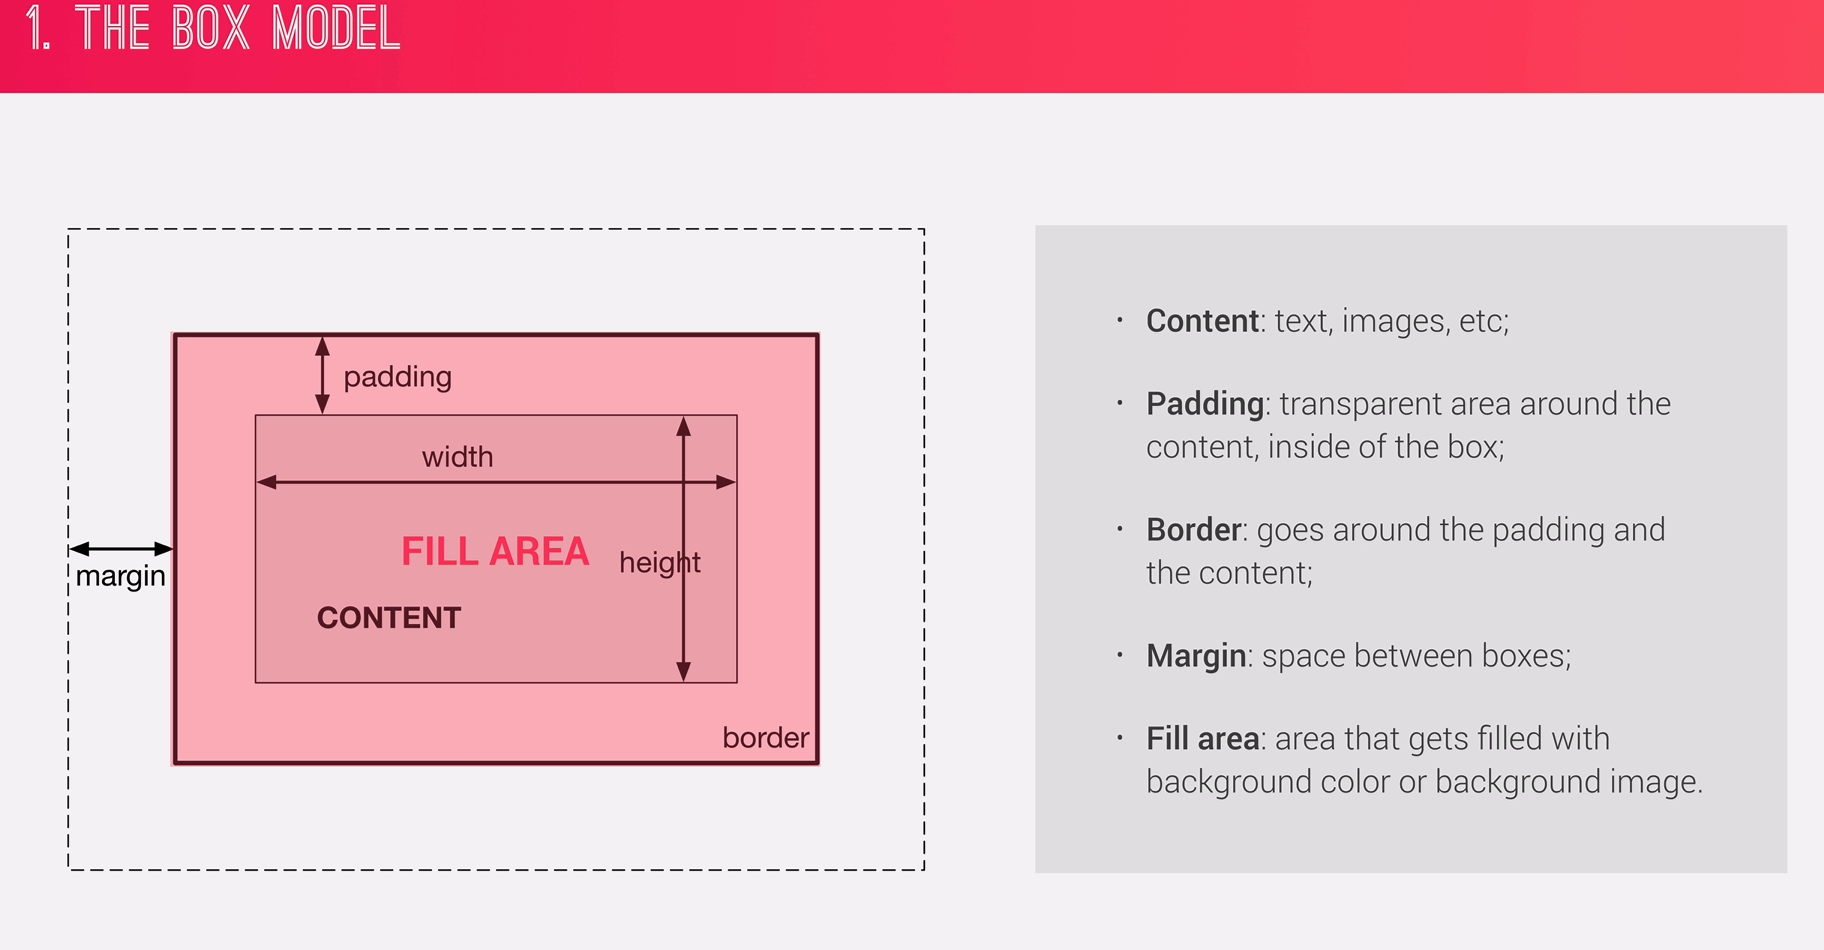 1. THE BOX MODEL
padding
width
FILL AREA
height
margin
CONTENT
border
• Content: text, images, etc;
• Padding: transparent area around the
content, inside of the box;
• Border: goes around the padding and
the content;
• Margin: space between boxes;
• Fill area: area that gets filled with
background color or background image.